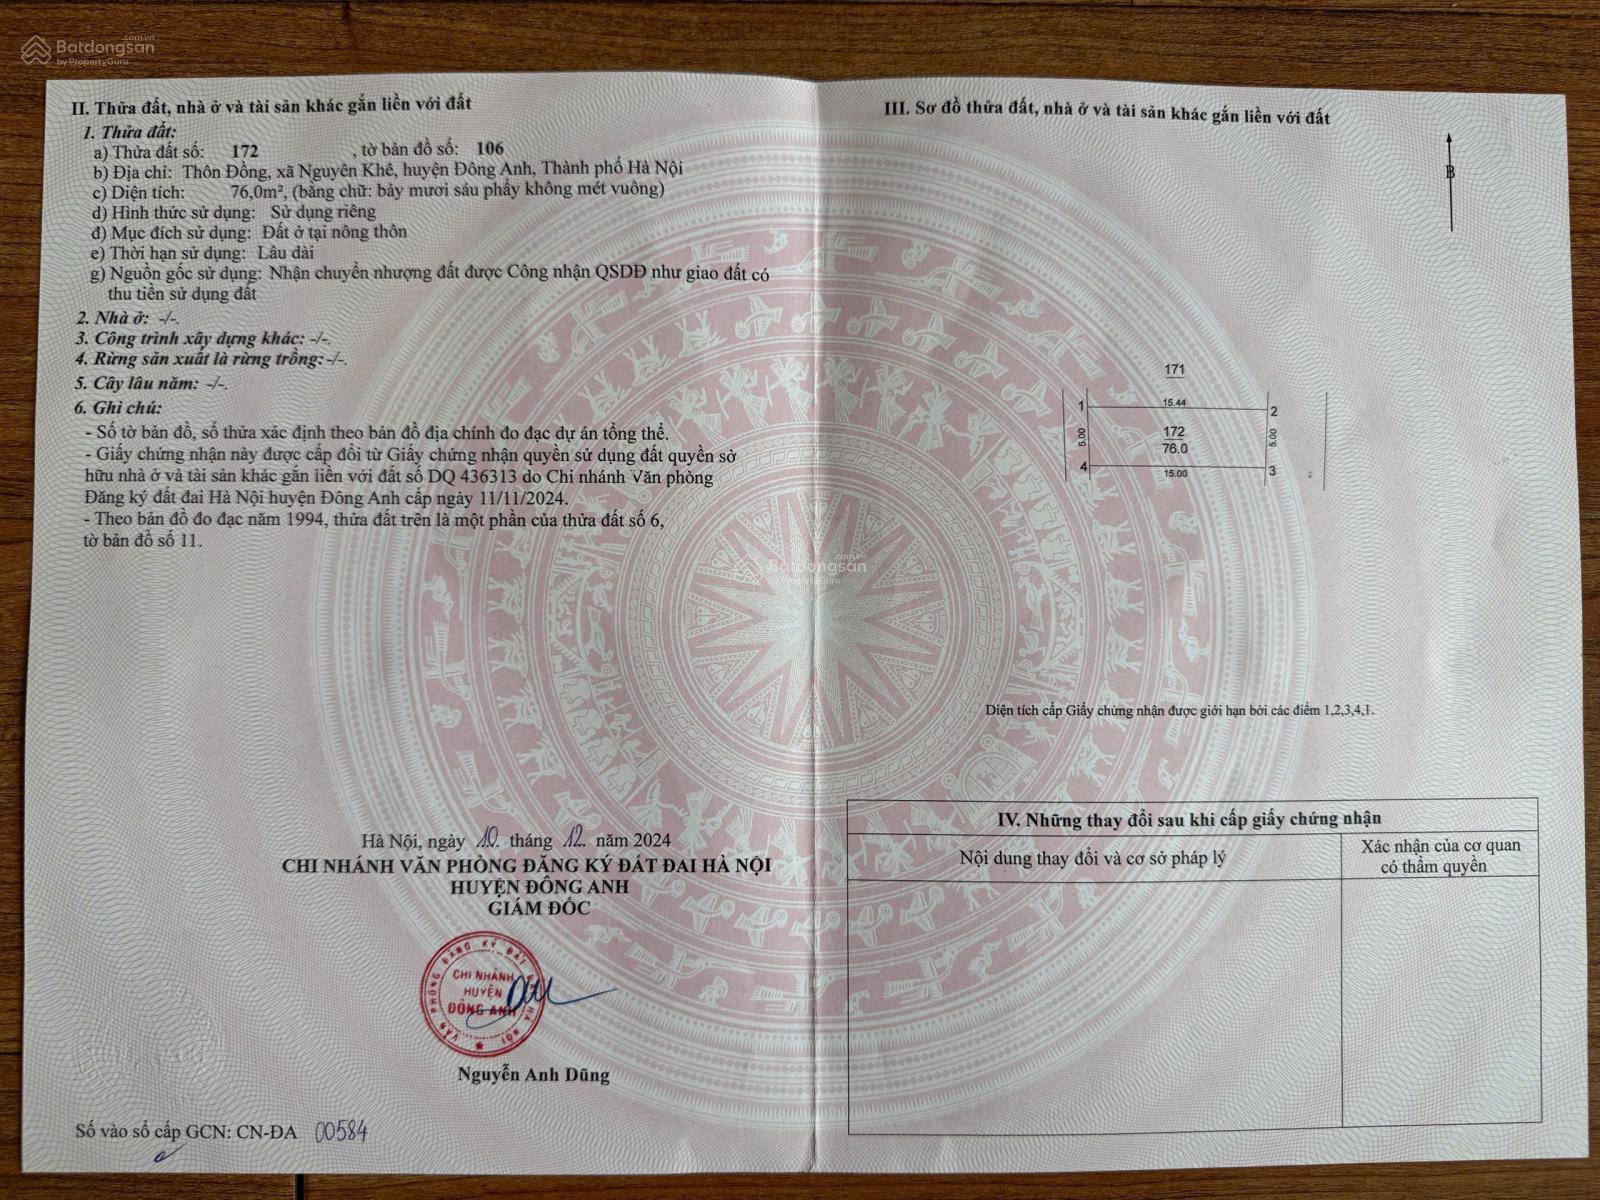 Batdongsan
.com.vn
by PropertyGuru
II. Thửa đất, nhà ở và tài sản khác gắn liền với đất
1. Thửa đất:
a) Thửa đất số: 172 , tờ bản đồ số: 106
b) Địa chỉ: Thôn Đồng, xã Nguyên Khê, huyện Đông Anh, Thành phố Hà Nội
c) Diện tích: 76,0m², (bằng chữ: bảy mươi sáu phẩy không mét vuông)
d) Hình thức sử dụng: Sử dụng riêng
đ) Mục đích sử dụng: Đất ở tại nông thôn
e) Thời hạn sử dụng: Lâu dài
g) Nguồn gốc sử dụng: Nhận chuyển nhượng đất được Công nhận QSDĐ như giao đất có
thu tiền sử dụng đất
2. Nhà ở: -/-.
3. Công trình xây dựng khác: -/-.
4. Rừng sản xuất là rừng trồng: -/-.
5. Cây lâu năm: -/-.
6. Ghi chú:
- Số tờ bản đồ, số thửa xác định theo bản đồ địa chính đo đạc dự án tổng thể.
- Giấy chứng nhận này được cấp đổi từ Giấy chứng nhận quyền sử dụng đất quyền sở
hữu nhà ở và tài sản khác gắn liền với đất số DQ 436313 do Chi nhánh Văn phòng
Đăng ký đất đai Hà Nội huyện Đông Anh cấp ngày 11/11/2024.
- Theo bản đồ đo đạc năm 1994, thửa đất trên là một phần của thửa đất số 6,
tờ bản đồ số 11.
Hà Nội, ngày 10 tháng 12 năm 2024
CHI NHÁNH VĂN PHÒNG ĐĂNG KÝ ĐẤT ĐAI HÀ NỘI
HUYỆN ĐÔNG ANH
GIÁM ĐỐC
VĂN PHÒNG ĐĂNG KÝ ĐẤT ĐAI HÀ NỘI
CHI NHÁNH
HUYỆN
ĐÔNG ANH
Nguyễn Anh Dũng
Số vào sổ cấp GCN: CN-ĐA 00584
III. Sơ đồ thửa đất, nhà ở và tài sản khác gắn liền với đất
B
171
1 15.44 2
5.00 172 5.00
76.0
4 15.00 3
Batdongsan
.com.vn
by PropertyGuru
Diện tích cấp Giấy chứng nhận được giới hạn bởi các điểm 1,2,3,4,1.
IV. Những thay đổi sau khi cấp giấy chứng nhận
Nội dung thay đổi và cơ sở pháp lý
Xác nhận của cơ quan
có thẩm quyền